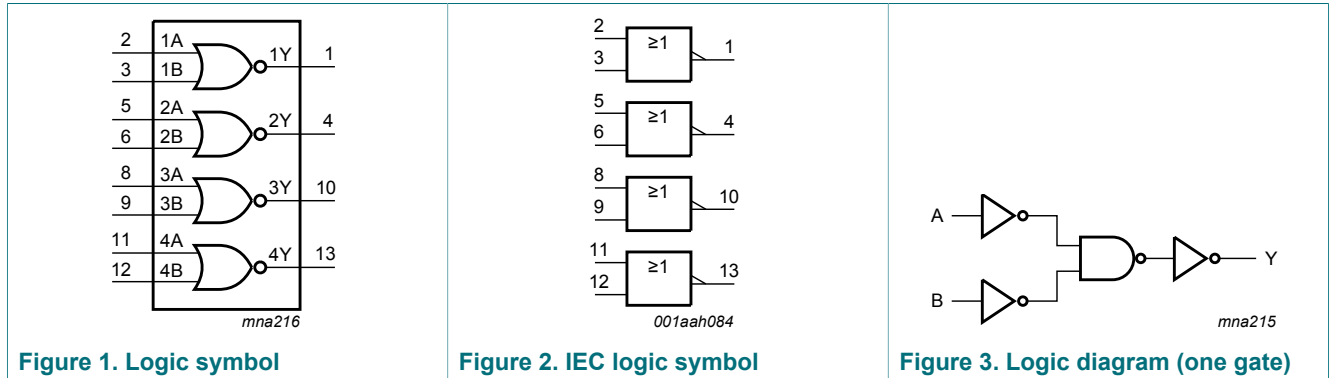 2 1A 1Y 1
3 1B
5 2A 2Y 4
6 2B
8 3A 3Y 10
9 3B
11 4A 4Y 13
12 4B
mna216
Figure 1. Logic symbol
2 ≥1 1
3
5 ≥1 4
6
8 ≥1 10
9
11 ≥1 13
12
001aah084
Figure 2. IEC logic symbol
A
Y
B
mna215
Figure 3. Logic diagram (one gate)